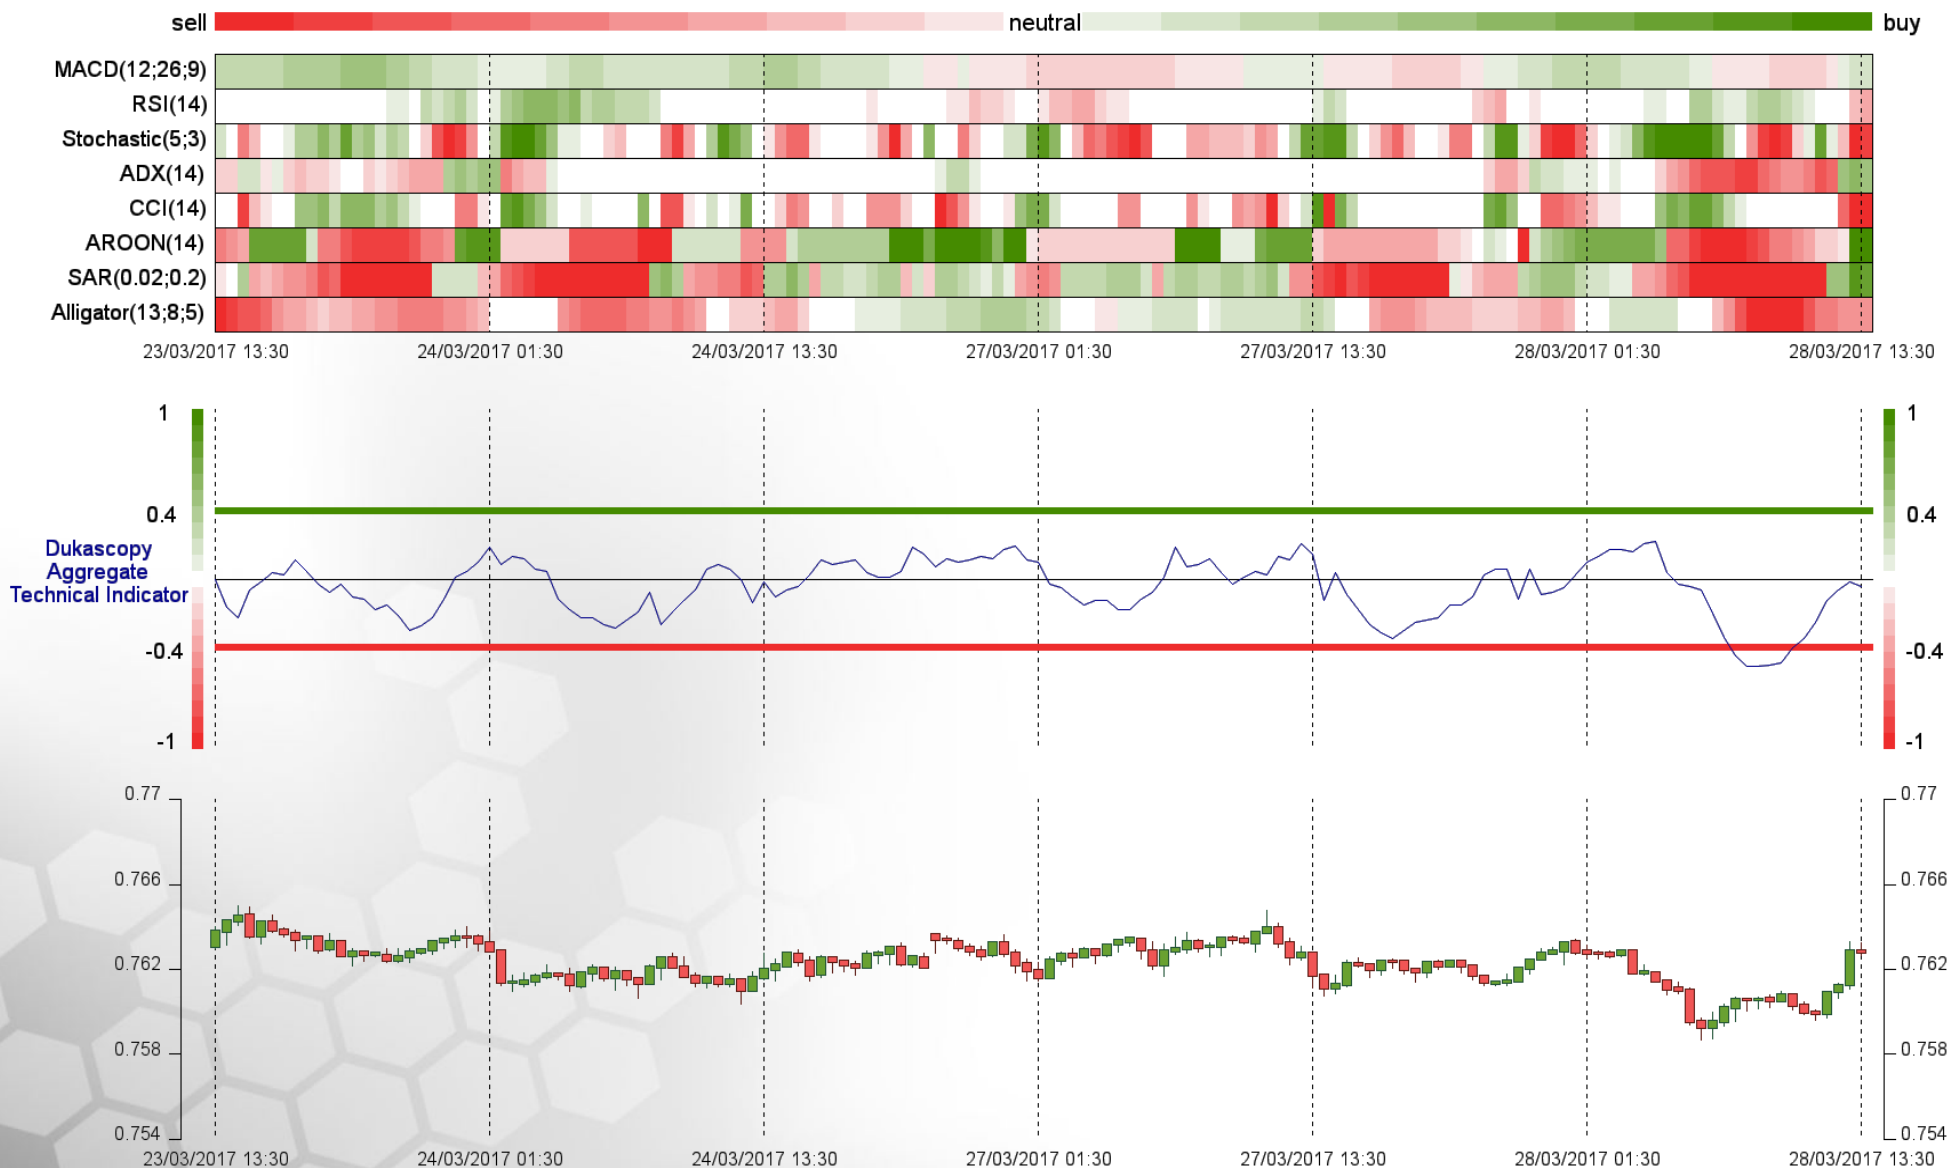 sell neutral buy
MACD(12;26;9)
RSI(14)
Stochastic(5;3)
ADX(14)
CCI(14)
AROON(14)
SAR(0.02;0.2)
Alligator(13;8;5)
23/03/2017 13:30 24/03/2017 01:30 24/03/2017 13:30 27/03/2017 01:30 27/03/2017 13:30 28/03/2017 01:30 28/03/2017 13:30
1 1
0.4 0.4
Dukascopy
Aggregate
Technical Indicator
-0.4 -0.4
-1 -1
0.77 0.77
0.766 0.766
0.762 0.762
0.758 0.758
0.754 0.754
23/03/2017 13:30 24/03/2017 01:30 24/03/2017 13:30 27/03/2017 01:30 27/03/2017 13:30 28/03/2017 01:30 28/03/2017 13:30